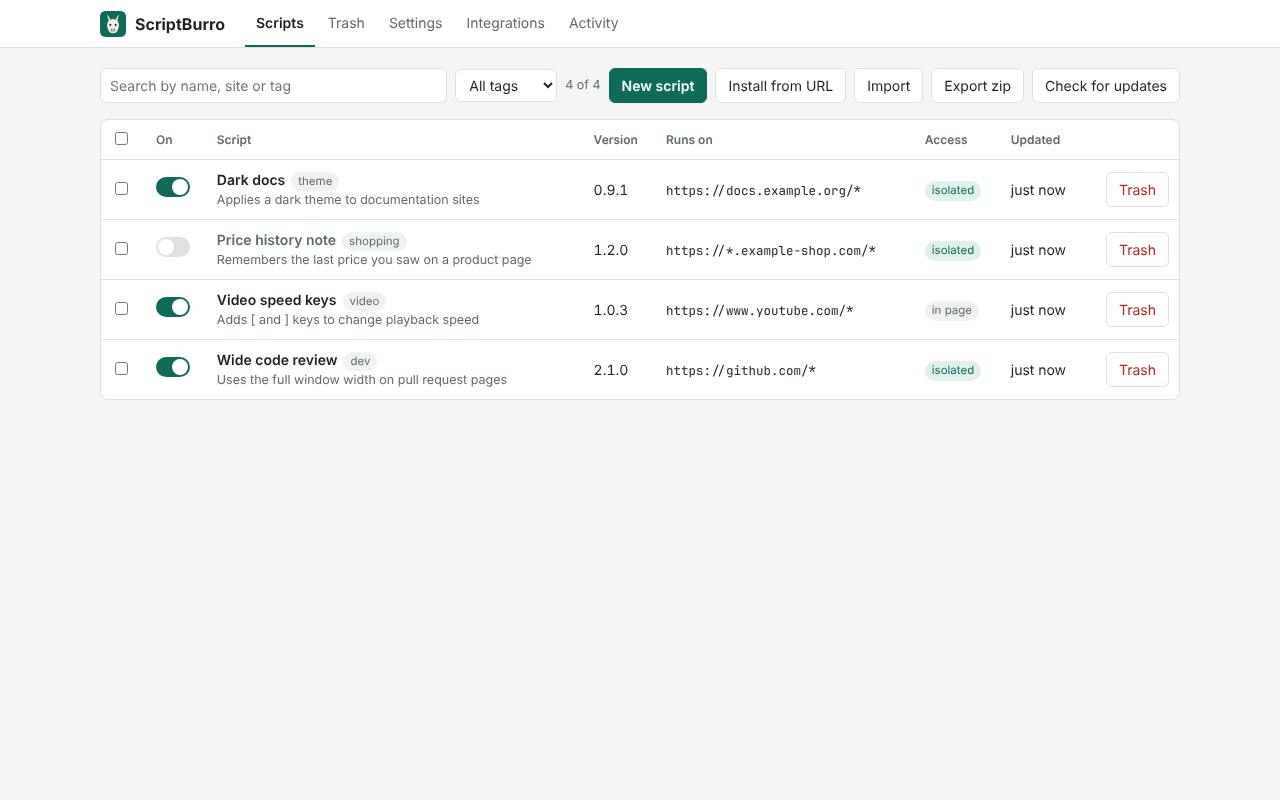 ScriptBurro Scripts Trash Settings Integrations Activity
Search by name, site or tag All tags 4 of 4 New script Install from URL Import Export zip Check for updates
On Script Version Runs on Access Updated
Dark docs theme
Applies a dark theme to documentation sites
0.9.1 https://docs.example.org/* isolated just now Trash
Price history note shopping
Remembers the last price you saw on a product page
1.2.0 https://*.example-shop.com/* isolated just now Trash
Video speed keys video
Adds [ and ] keys to change playback speed
1.0.3 https://www.youtube.com/* in page just now Trash
Wide code review dev
Uses the full window width on pull request pages
2.1.0 https://github.com/* isolated just now Trash